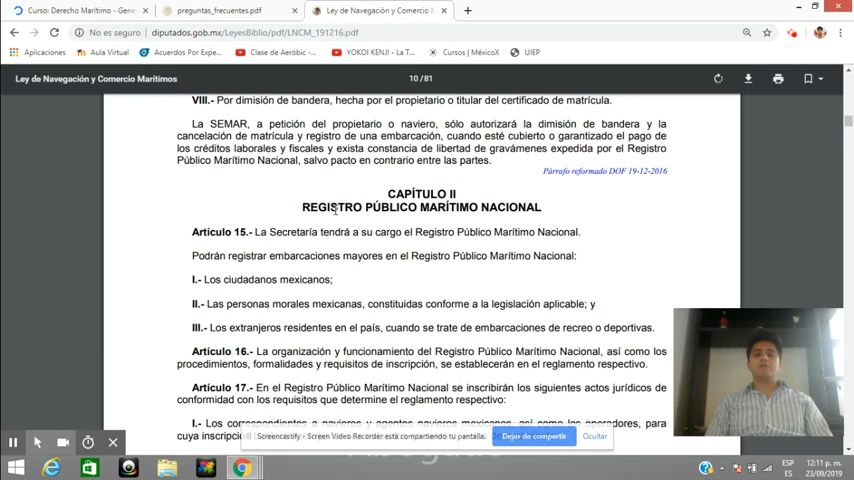 Curso: Derecho Marítimo - Gene
preguntas_frecuentes.pdf
Ley de Navegación y Comercio M
No es seguro
diputados.gob.mx/LeyesBiblio/pdf/LNCM_191216.pdf
Aplicaciones
Aula Virtual
Acuerdos Por Espe...
Clase de Aeróbic -...
YOKOI KENJI - La T...
Cursos | MéxicoX
UIEP
Ley de Navegación y Comercio Marítimos
10 / 81
VIII.- Por dimisión de bandera, hecha por el propietario o titular del certificado de matrícula.
La SEMAR, a petición del propietario o naviero, sólo autorizará la dimisión de bandera y la
cancelación de matrícula y registro de una embarcación, cuando esté cubierto o garantizado el pago de
los créditos laborales y fiscales y exista constancia de libertad de gravámenes expedida por el Registro
Público Marítimo Nacional, salvo pacto en contrario entre las partes.
Párrafo reformado DOF 19-12-2016
CAPÍTULO II
REGISTRO PÚBLICO MARÍTIMO NACIONAL
Artículo 15.- La Secretaría tendrá a su cargo el Registro Público Marítimo Nacional.
Podrán registrar embarcaciones mayores en el Registro Público Marítimo Nacional:
I.- Los ciudadanos mexicanos;
II.- Las personas morales mexicanas, constituidas conforme a la legislación aplicable; y
III.- Los extranjeros residentes en el país, cuando se trate de embarcaciones de recreo o deportivas.
Artículo 16.- La organización y funcionamiento del Registro Público Marítimo Nacional, así como los
procedimientos, formalidades y requisitos de inscripción, se establecerán en el reglamento respectivo.
Artículo 17.- En el Registro Público Marítimo Nacional se inscribirán los siguientes actos jurídicos de
conformidad con los requisitos que determine el reglamento respectivo:
I.- Los correspondientes a navieros y agentes navieros mexicanos, así como los operadores, para
cuya
Screencastify - Screen Video Recorder está compartiendo tu pantalla.
Dejar de compartir
Ocultar
ESP
ES
12:11 p. m.
23/09/2019